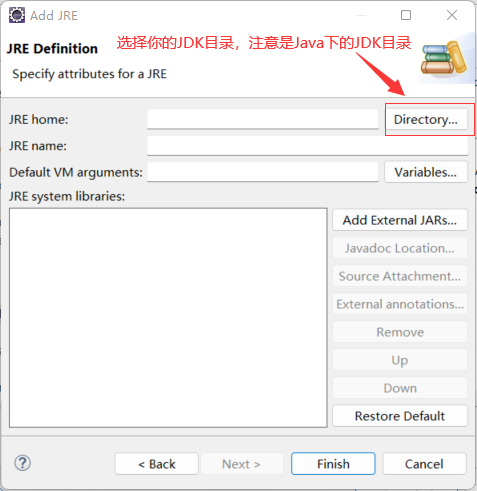 Add JRE
选择你的JDK目录，注意是Java下的JDK目录
JRE Definition
Specify attributes for a JRE
JRE home:
Directory...
JRE name:
Default VM arguments:
Variables...
JRE system libraries:
Add External JARs...
Javadoc Location...
Source Attachment...
External annotations...
Remove
Up
Down
Restore Default
?
< Back
Next >
Finish
Cancel